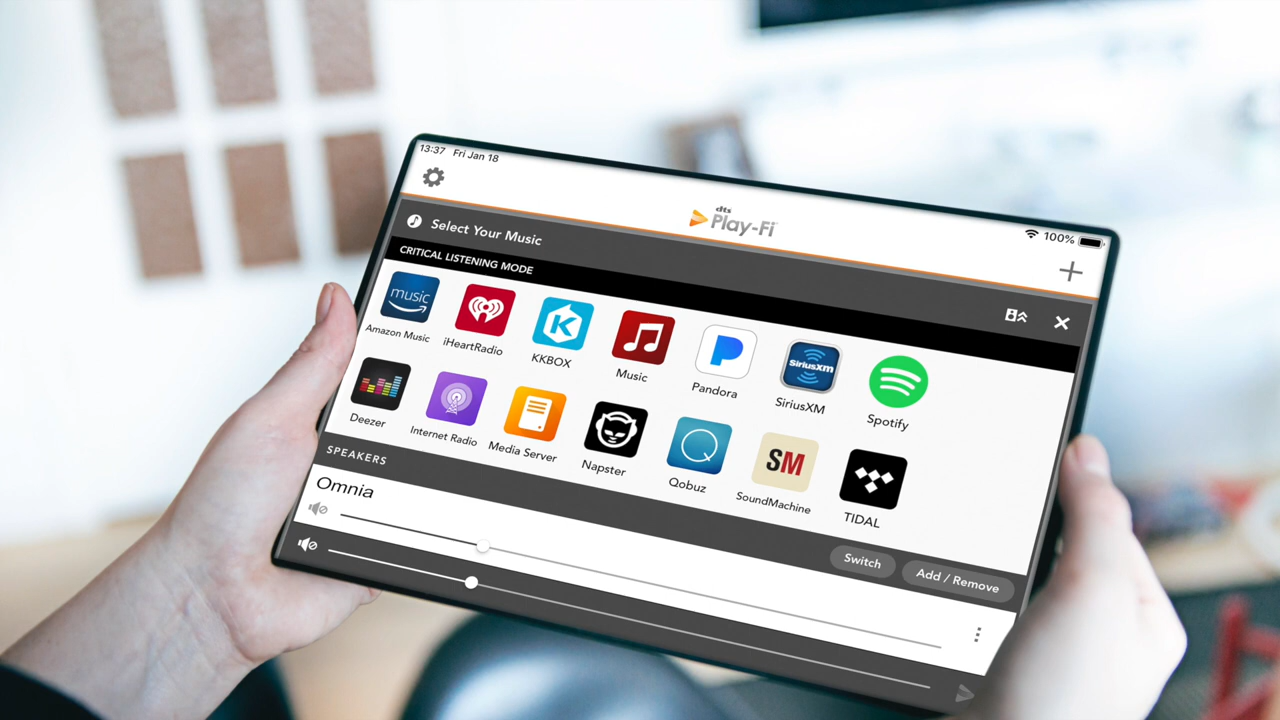 13:37 Fri Jan 18
100%
dts
Play-Fi
Select Your Music
CRITICAL LISTENING MODE
music
Amazon Music
iHeartRadio
KKBOX
Music
Pandora
SiriusXM
SiriusXM
Spotify
Deezer
Internet Radio
Media Server
Napster
Qobuz
SM
SoundMachine
TIDAL
SPEAKERS
Switch
Add / Remove
Omnia